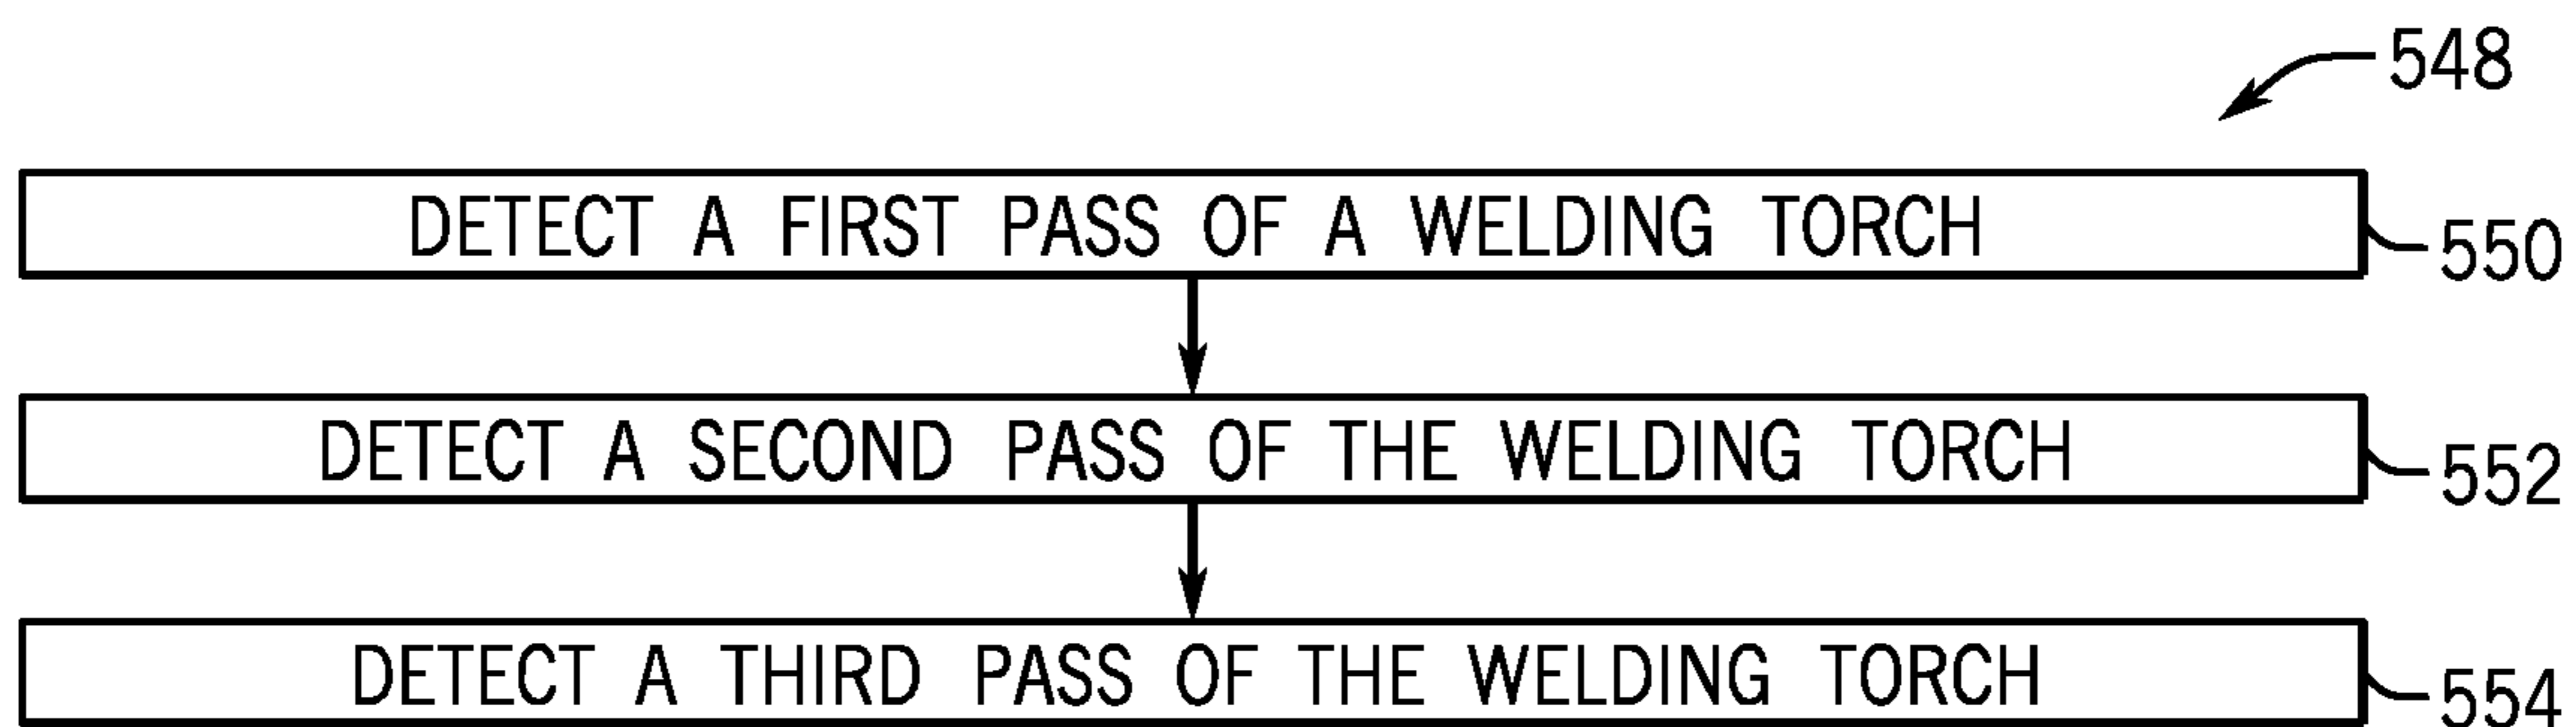 548
DETECT A FIRST PASS OF A WELDING TORCH
550
DETECT A SECOND PASS OF THE WELDING TORCH
552
DETECT A THIRD PASS OF THE WELDING TORCH
554